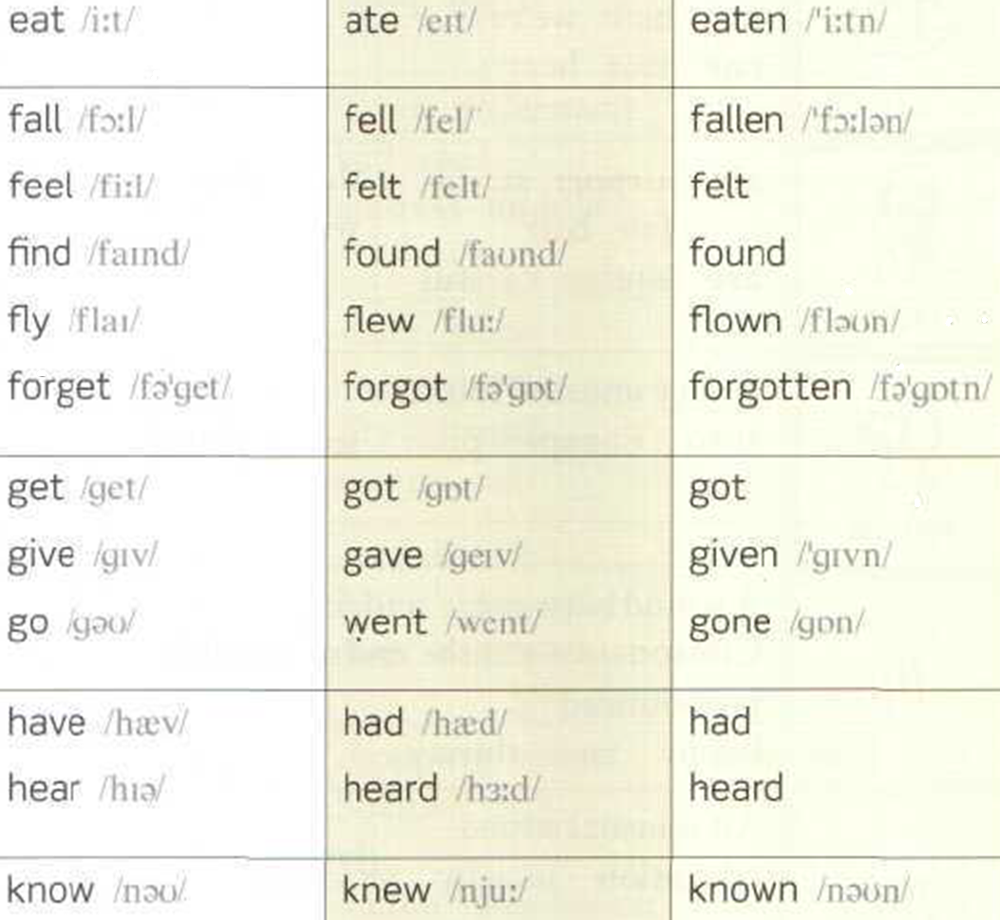 eat /iːt/ ate /eɪt/ eaten /ˈiːtn/
fall /fɔːl/ fell /fel/ fallen /ˈfɔːlən/
feel /fiːl/ felt /felt/ felt
find /faɪnd/ found /faʊnd/ found
fly /flaɪ/ flew /fluː/ flown /fləʊn/
forget /fəˈget/ forgot /fəˈgɒt/ forgotten /fəˈgɒtn/
get /get/ got /gɒt/ got
give /gɪv/ gave /geɪv/ given /ˈgɪvn/
go /gəʊ/ went /went/ gone /gɒn/
have /hæv/ had /hæd/ had
hear /hɪə/ heard /hɜːd/ heard
know /nəʊ/ knew /njuː/ known /nəʊn/